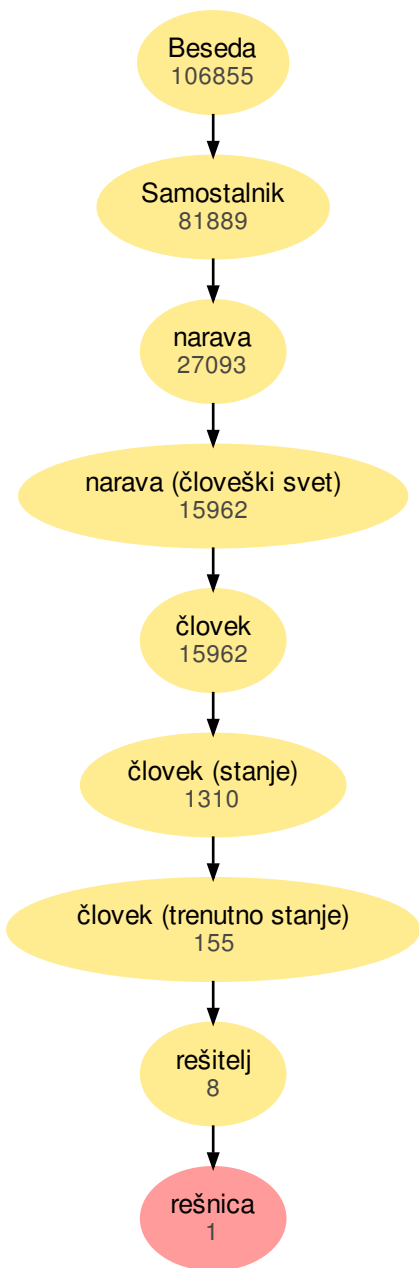 Beseda
106855
Samostalnik
81889
narava
27093
narava (človeški svet)
15962
človek
15962
človek (stanje)
1310
človek (trenutno stanje)
155
rešitelj
8
rešnica
1